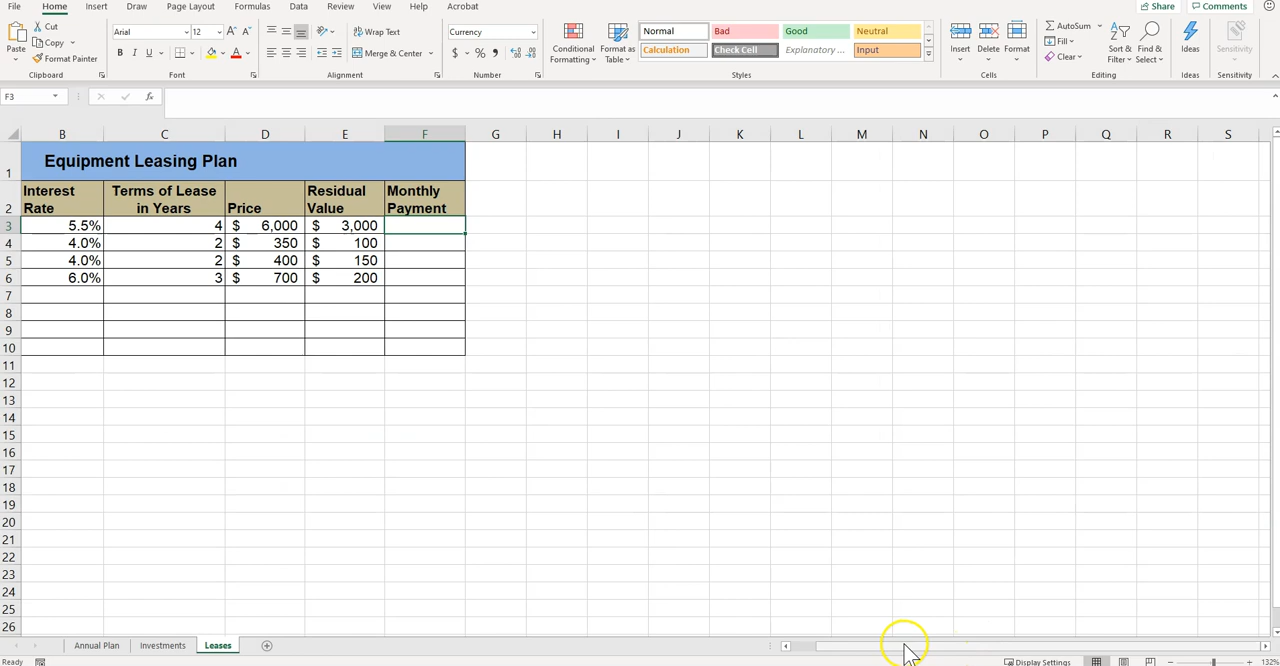 File Home Insert Draw Page Layout Formulas Data Review View Help Acrobat Share Comments
Cut Arial 12 Wrap Text Currency Normal Bad Good Neutral AutoSum
Copy Fill
Paste Format Painter B I U Merge & Center $ % 9 Conditional Formatting Format as Table Calculation Check Cell Explanatory ... Input Insert Delete Format Clear Sort & Filter Find & Select Ideas Sensitivity
Clipboard Font Alignment Number Styles Cells Editing Ideas Sensitivity
F3 fx
B C D E F G H I J K L M N O P Q R S
1 Equipment Leasing Plan
2 Interest Rate Terms of Lease in Years Price Residual Value Monthly Payment
3 5.5% 4 $ 6,000 $ 3,000
4 4.0% 2 $ 350 $ 100
5 4.0% 2 $ 400 $ 150
6 6.0% 3 $ 700 $ 200
7
8
9
10
11
12
13
14
15
16
17
18
19
20
21
22
23
24
25
26
Annual Plan Investment Leases
Ready Display Settings 132%